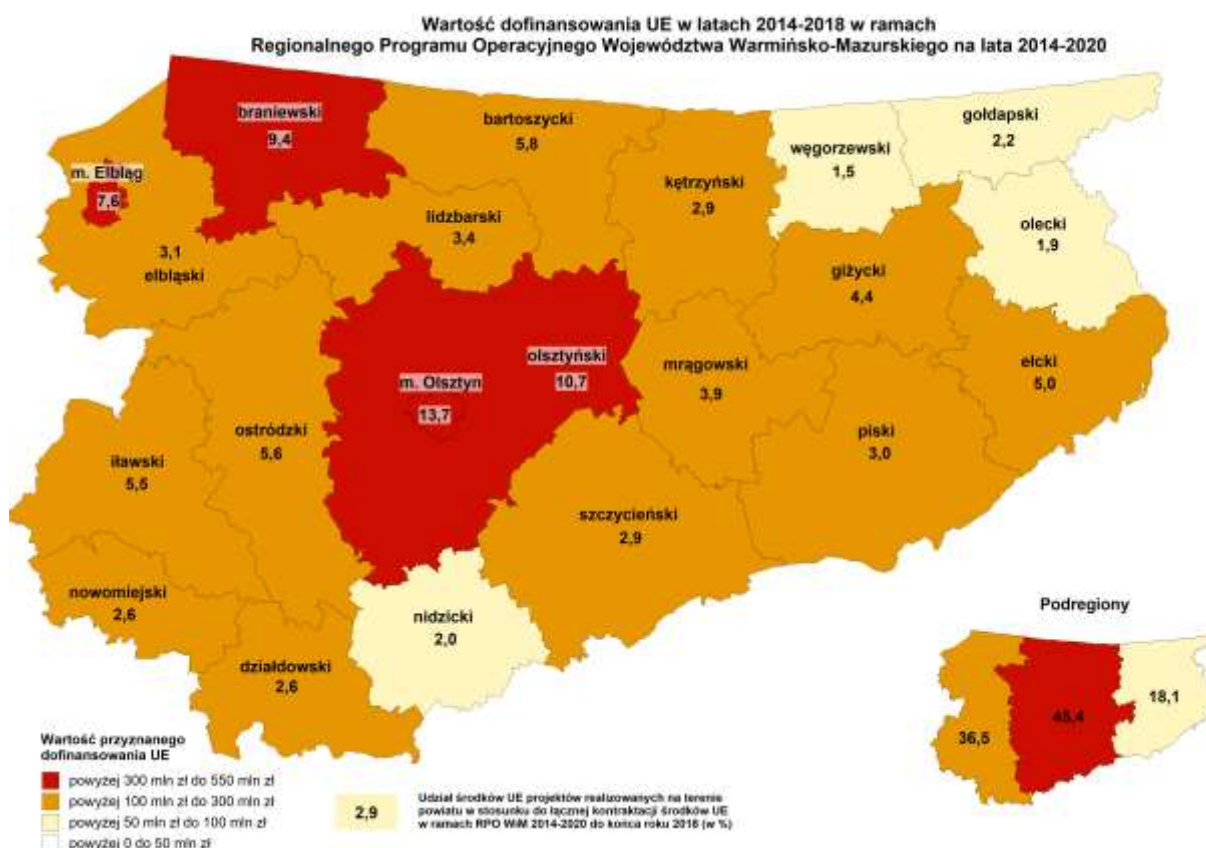 Wartość dofinansowania UE w latach 2014-2018 w ramach
Regionalnego Programu Operacyjnego Województwa Warmińsko-Mazurskiego na lata 2014-2020
braniewski
9,4
bartoszycki
5,8
gołdapski
2,2
węgorzewski
1,5
m. Elbląg
7,6
kętrzyński
2,9
lidzbarski
3,4
olecki
1,9
3,1
elbląski
giżycki
4,4
olsztyński
10,7
mrągowski
3,9
ełcki
5,0
m. Olsztyn
13,7
ostródzki
5,6
piski
3,0
iławski
5,5
szczycieński
2,9
nowomiejski
2,6
nidzicki
2,0
działdowski
2,6
Podregiony
36,5
45,4
18,1
Wartość przyznanego
dofinansowania UE
powyżej 300 mln zł do 550 mln zł
powyżej 100 mln zł do 300 mln zł
powyżej 50 mln zł do 100 mln zł
powyżej 0 do 50 mln zł
2,9
Udział środków UE projektów realizowanych na terenie
powiatu w stosunku do łącznej kontraktacji środków UE
w ramach RPO WiM 2014-2020 do końca roku 2018 (w %)